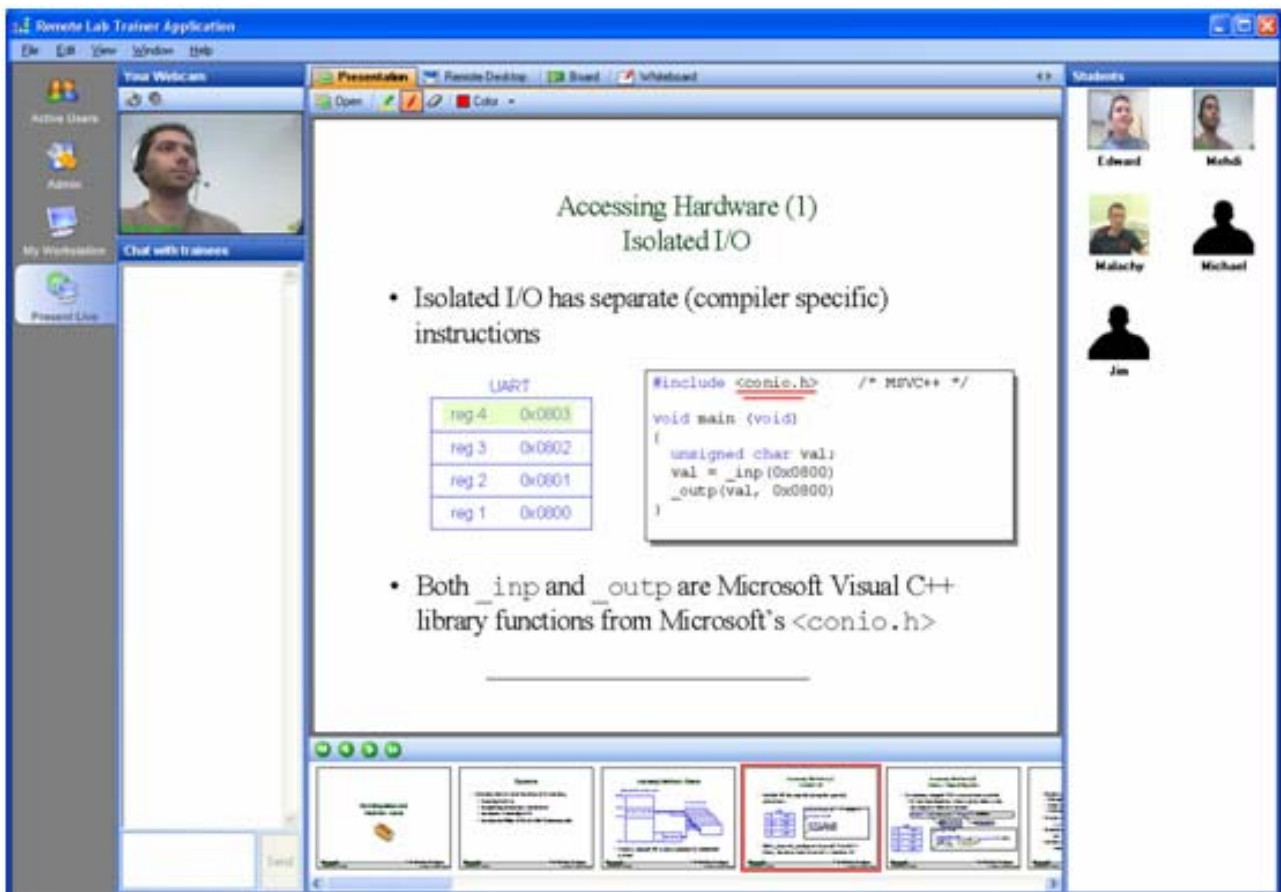 Remote Lab Trainer Application
File Edit View Window Help
Active Users
Admin
My Workstation
Present Live
Your Webcam
Chat with trainees
Send
Presentation Remote Desktop Board Whiteboard
Open Color
Accessing Hardware (1)
Isolated I/O
• Isolated I/O has separate (compiler specific)
instructions
UART
reg 4 0x0803
reg 3 0x0802
reg 2 0x0801
reg 1 0x0800
#include <conio.h> /* MSVC++ */
void main (void)
{
unsigned char val;
val = _inp(0x0800)
_outp(val, 0x0800)
}
• Both _inp and _outp are Microsoft Visual C++
library functions from Microsoft's <conio.h>
Students
Edward Mehdi
Malachy Michael
Jim